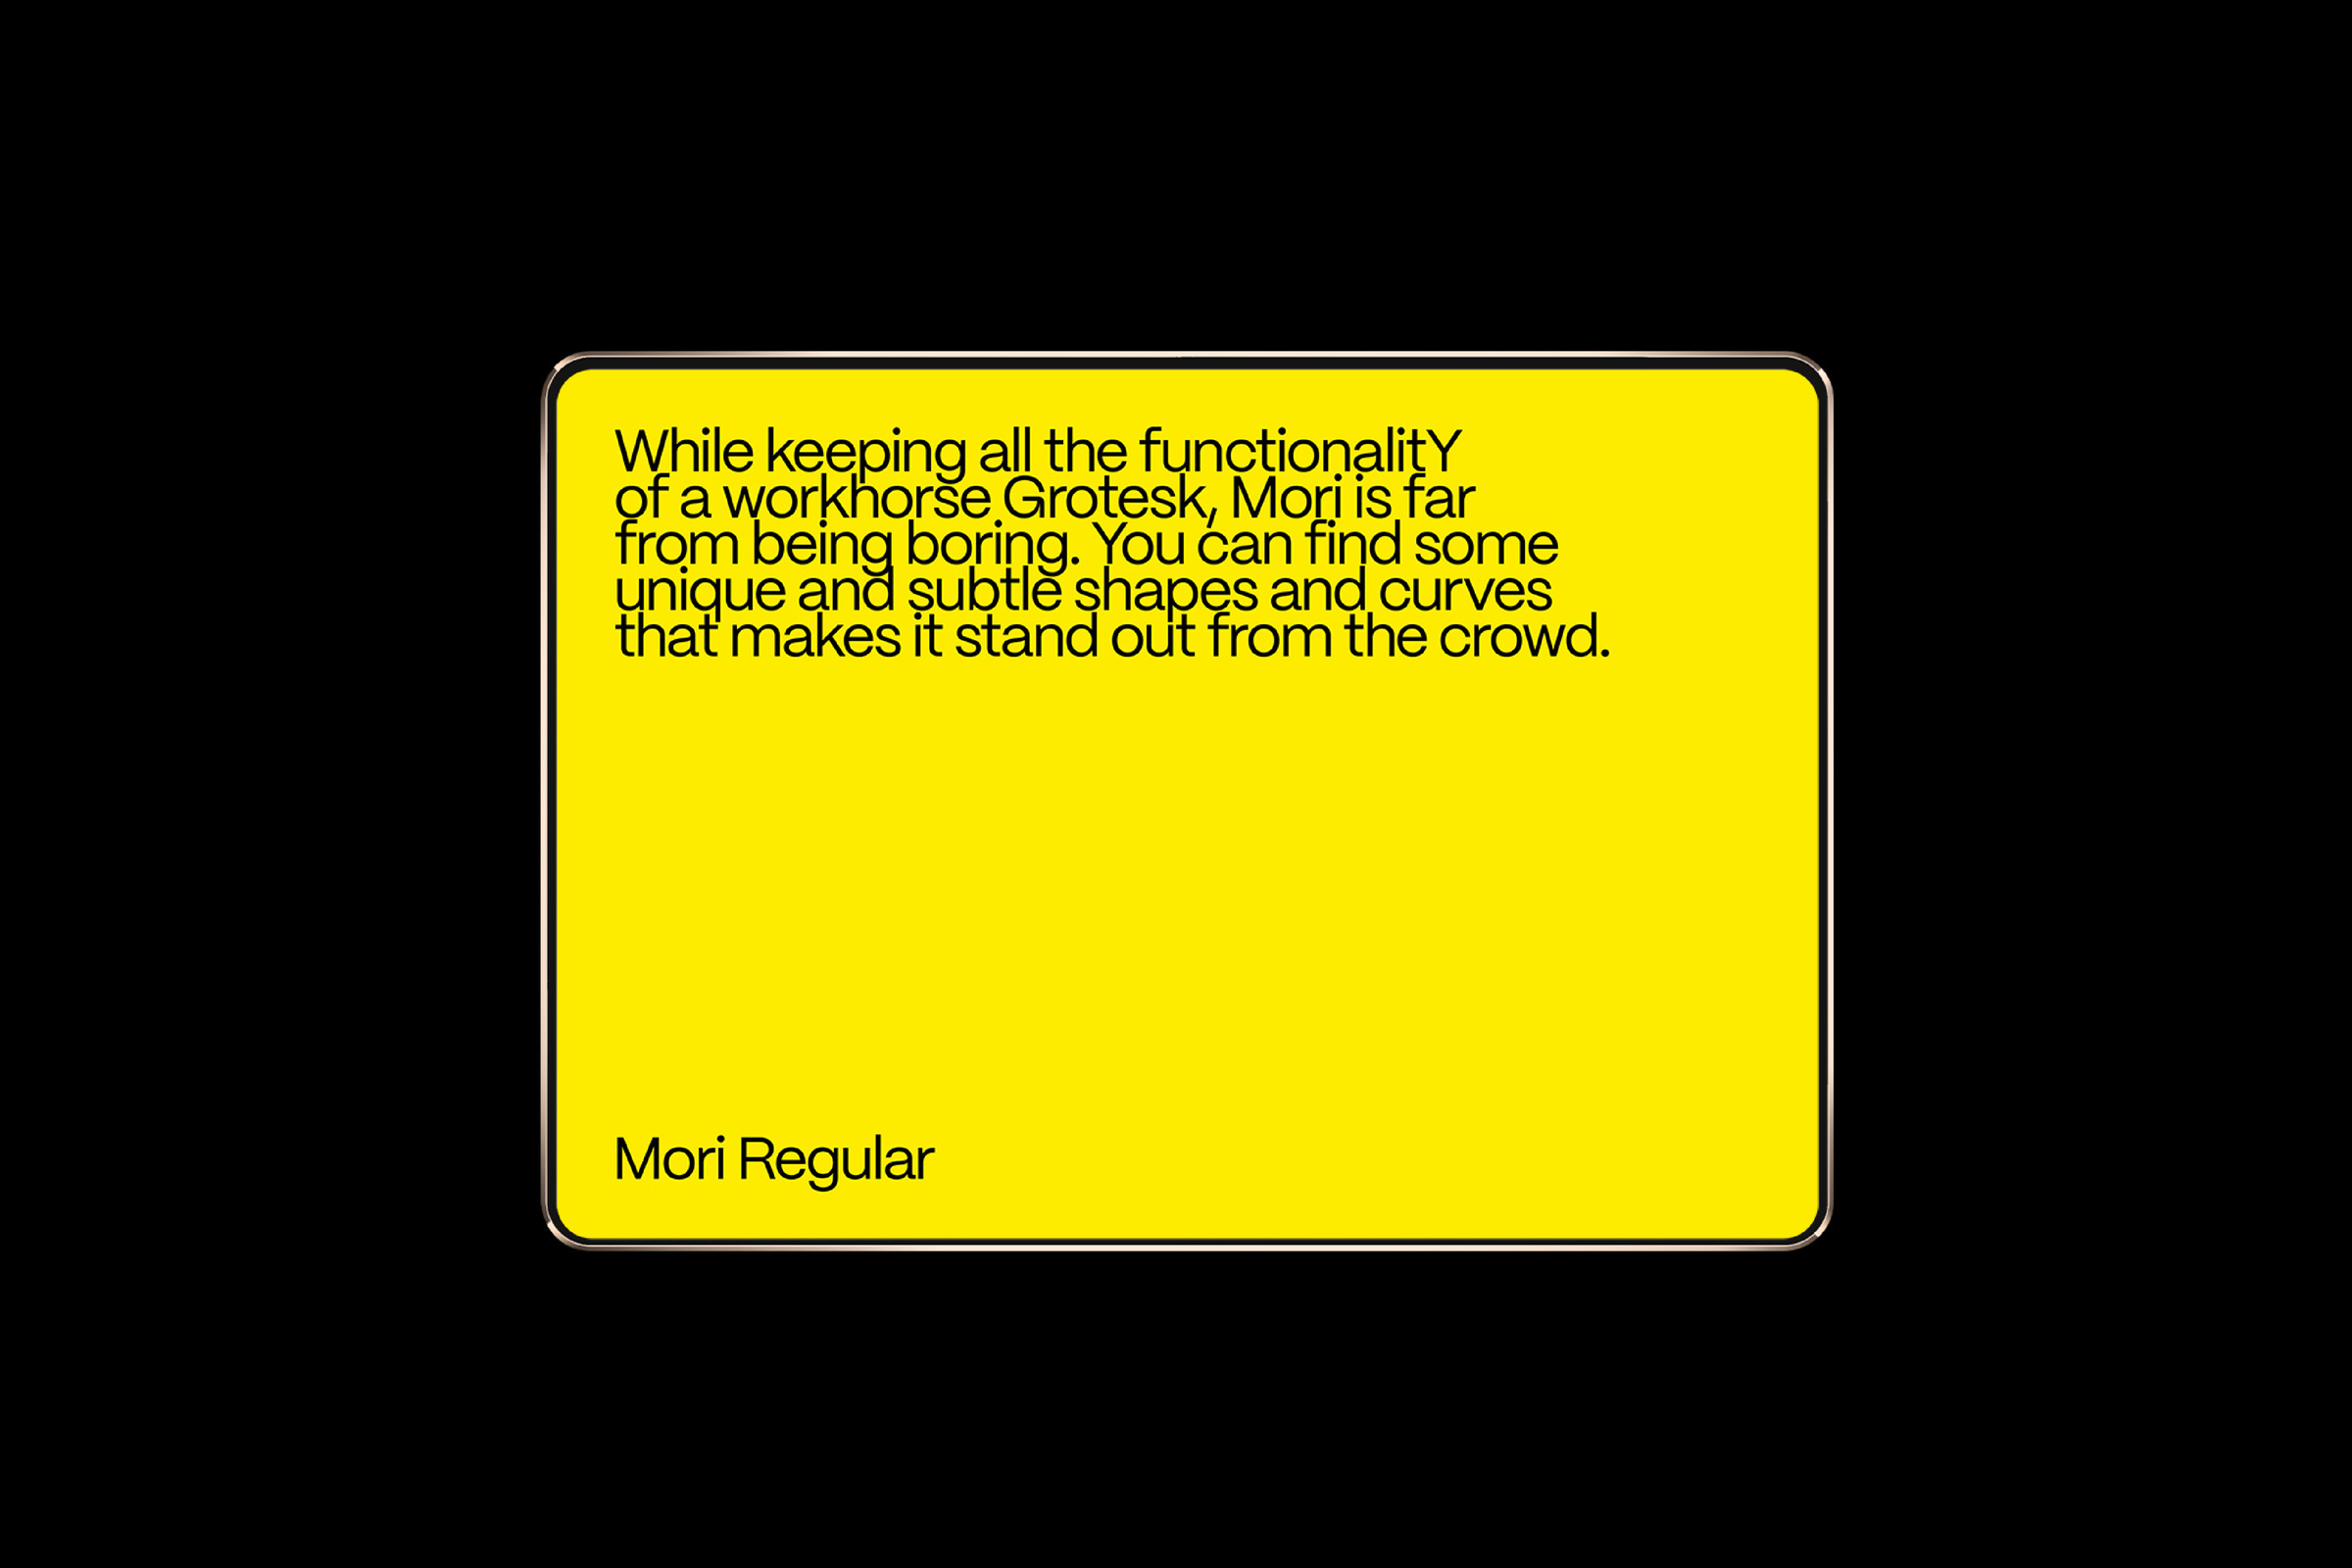 While keeping all the functionalitY
of a workhorse Grotesk, Mori is far
from being boring. You can find some
unique and subtle shapes and curves
that makes it stand out from the crowd.
Mori Regular